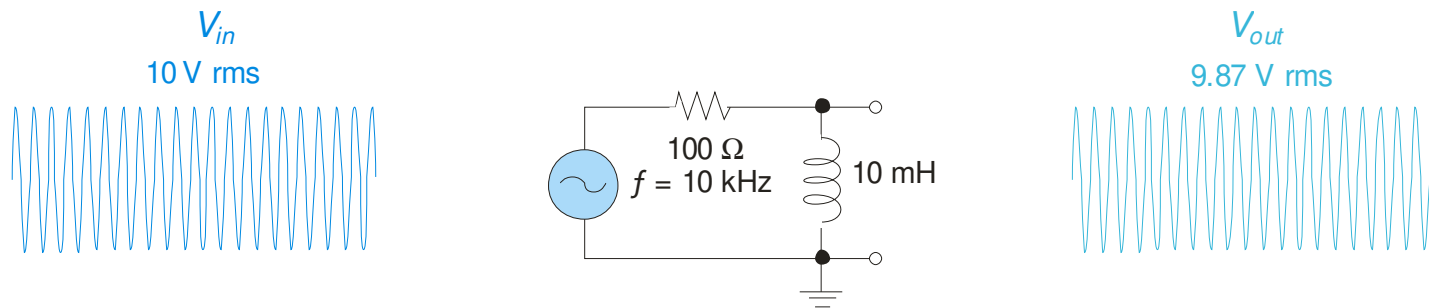 V_in
10 V rms
100 Ω
f = 10 kHz
10 mH
V_out
9.87 V rms